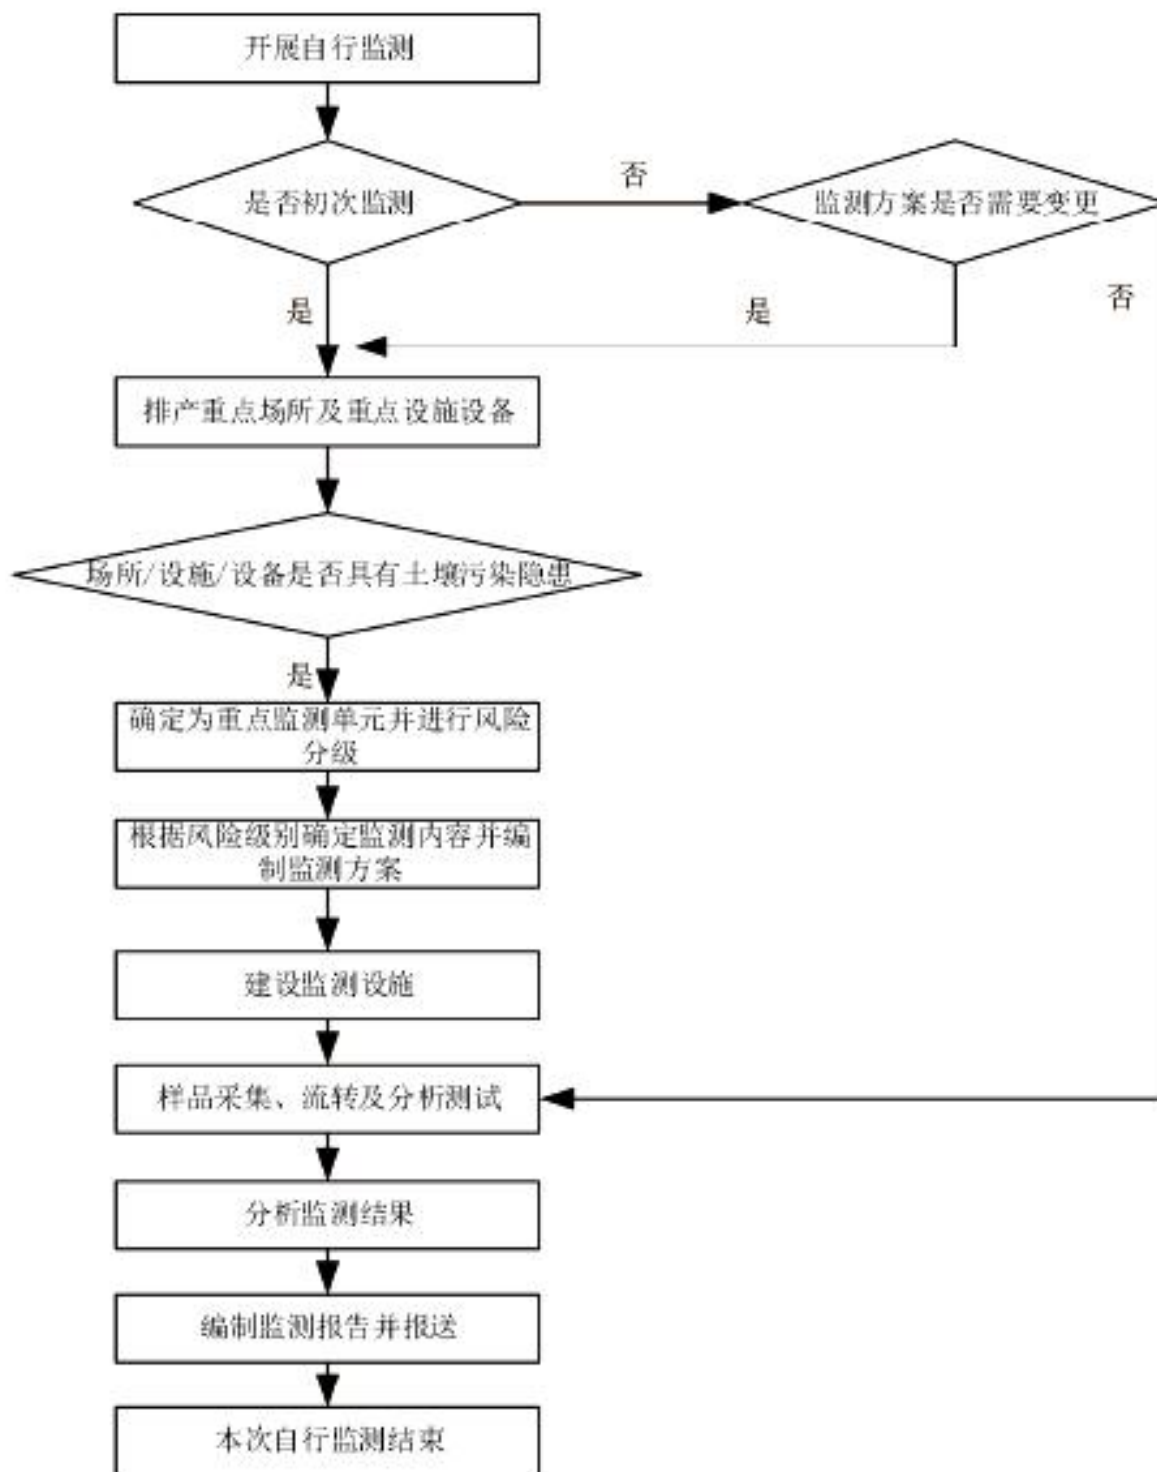 开展自行监测
是否初次监测
否
监测方案是否需要变更
是
是
否
排产重点场所及重点设施设备
场所/设施/设备是否具有土壤污染隐患
是
确定为重点监测单元并进行风险
分级
根据风险级别确定监测内容并编
制监测方案
建设监测设施
样品采集、流转及分析测试
分析监测结果
编制监测报告并报送
本次自行监测结束